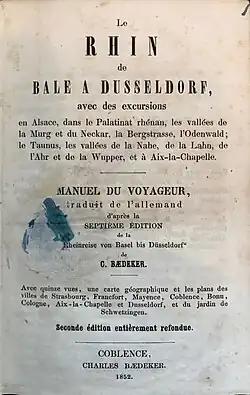 Le
RHIN
de
BALE A DUSSELDORF,
avec des excursions
en Alsace, dans le Palatinat rhénan, les vallées de
la Murg et du Neckar, la Bergstrasse, l'Odenwald;
le Taunus, les vallées de la Nahe, de la Lahn, de
l'Ahr et de la Wupper, et à Aix-la-Chapelle.
MANUEL DU VOYAGEUR,
traduit de l'allemand
d'après la
SEPTIÈME ÉDITION
de la
„Rheinreise von Basel bis Düsseldorf“
de
C. BÆDEKER.
Avec quinze vues, une carte géographique et les plans des
villes de Strasbourg, Francfort, Mayence, Coblence, Bonn,
Cologne, Aix-la-Chapelle et Dusseldorf, et du jardin de
Schwetzingen.
Seconde édition entièrement refondue.
COBLENCE,
CHARLES BÆDEKER.
1852.